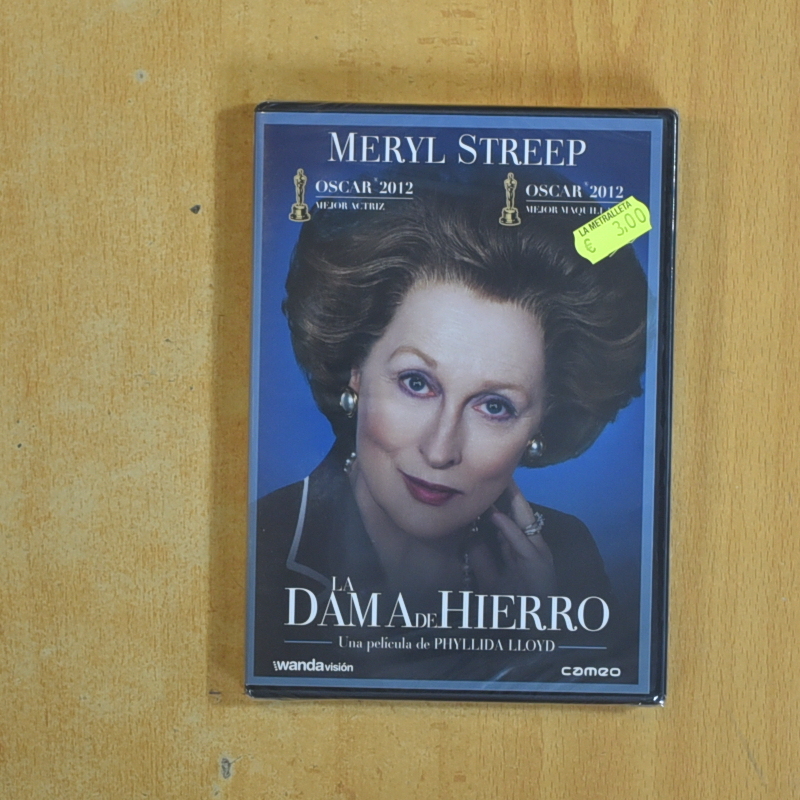 MERYL STREEP
OSCAR® 2012
MEJOR ACTRIZ
OSCAR® 2012
MEJOR
LA METRALLETA
€ 3,00
LA
DAMA DE HIERRO
Una película de PHYLLIDA LLOYD
wanda visión
cameo